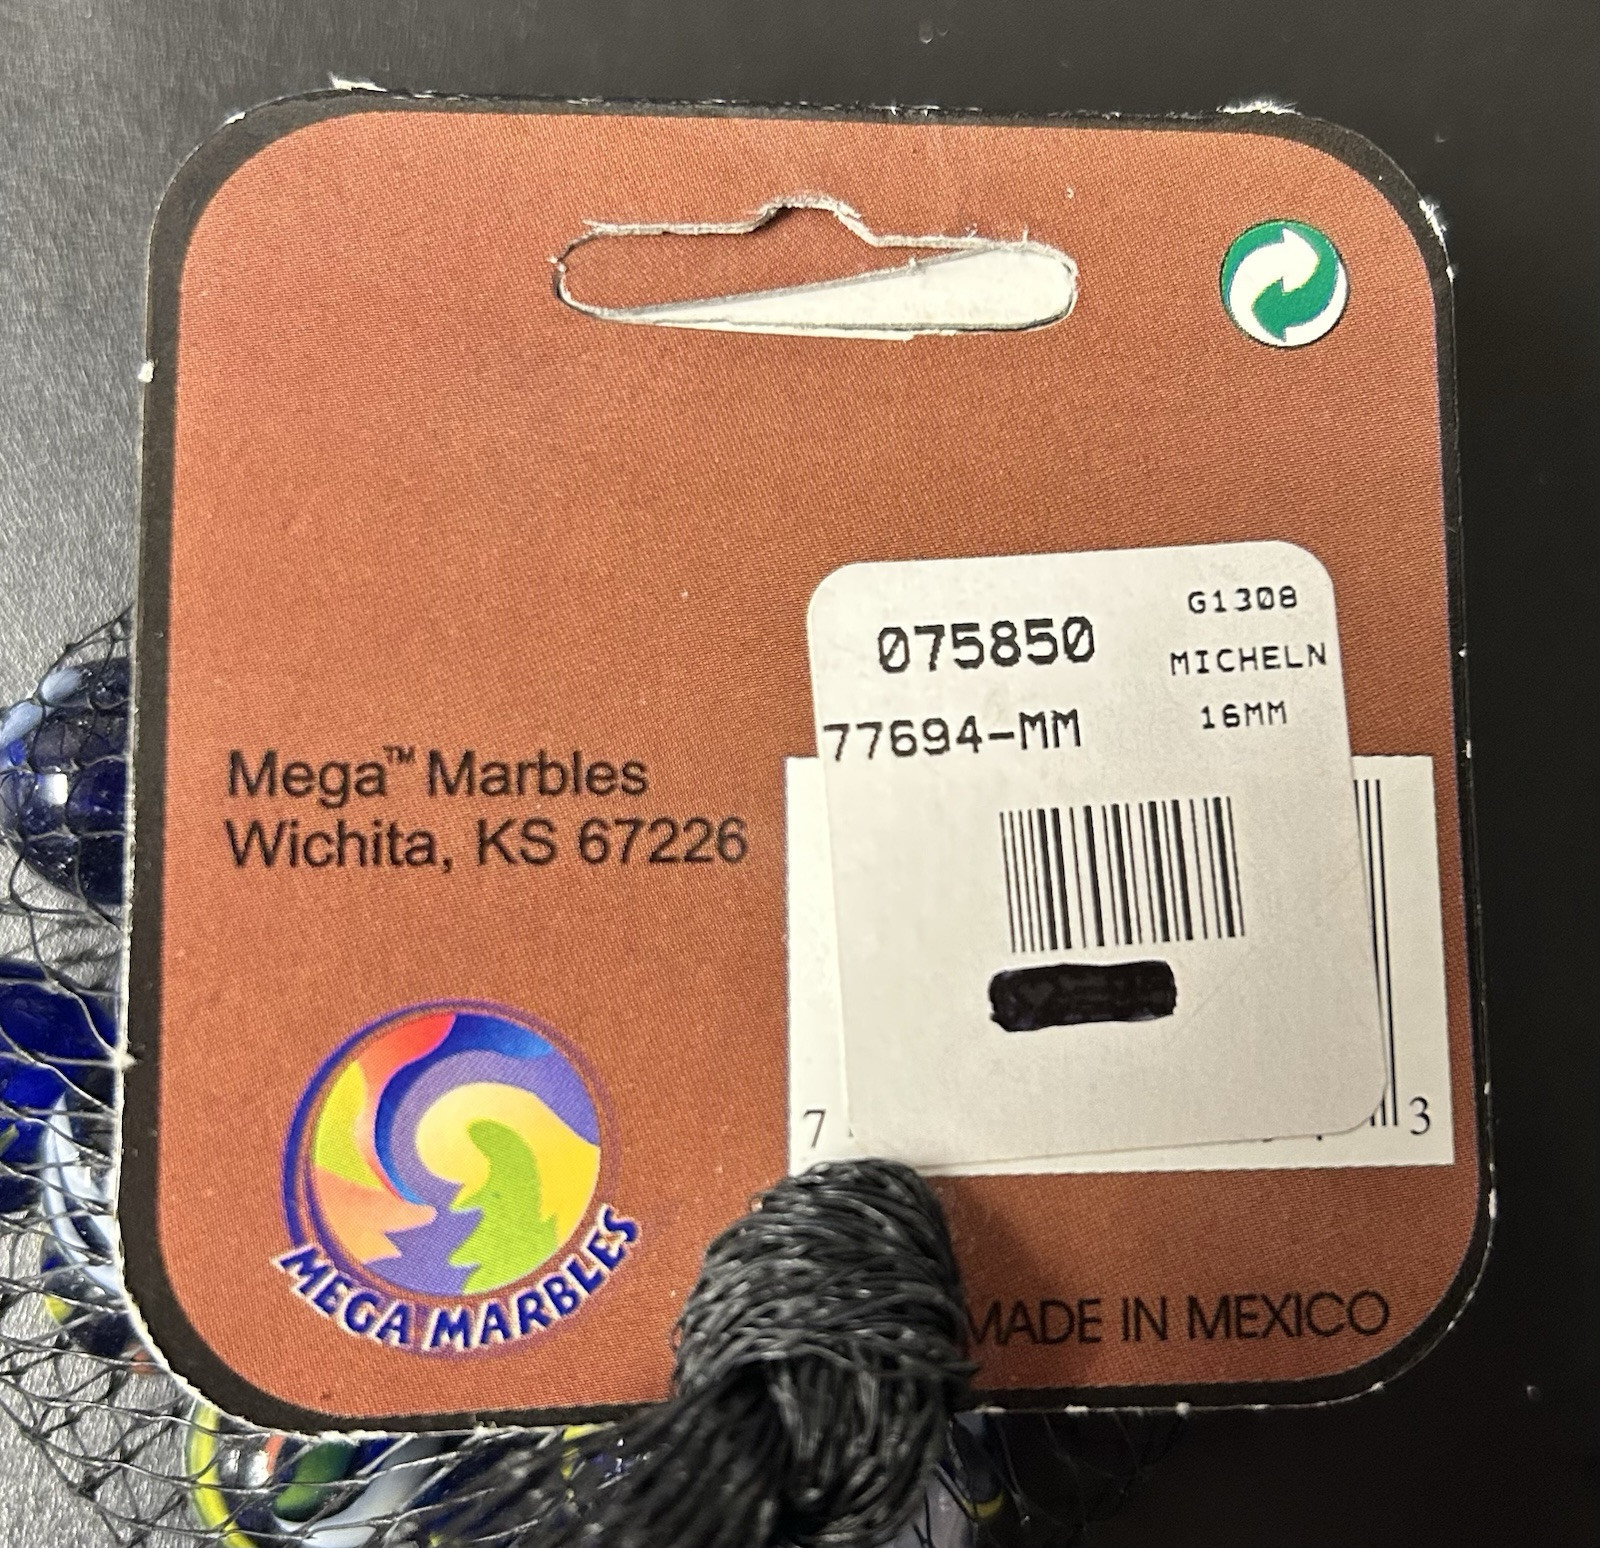 G1308
075850
MICHELN
77694-MM
16MM
Mega™ Marbles
Wichita, KS 67226
7
3
MEGA MARBLES
MADE IN MEXICO